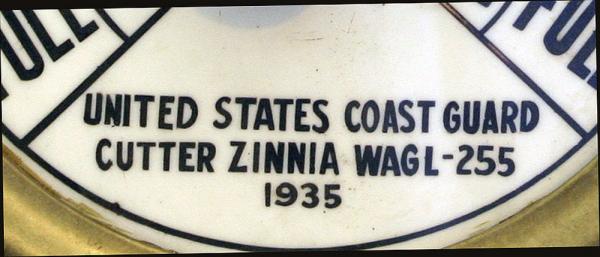 FULL
FULL
UNITED STATES COAST GUARD
CUTTER ZINNIA WAGL-255
1935